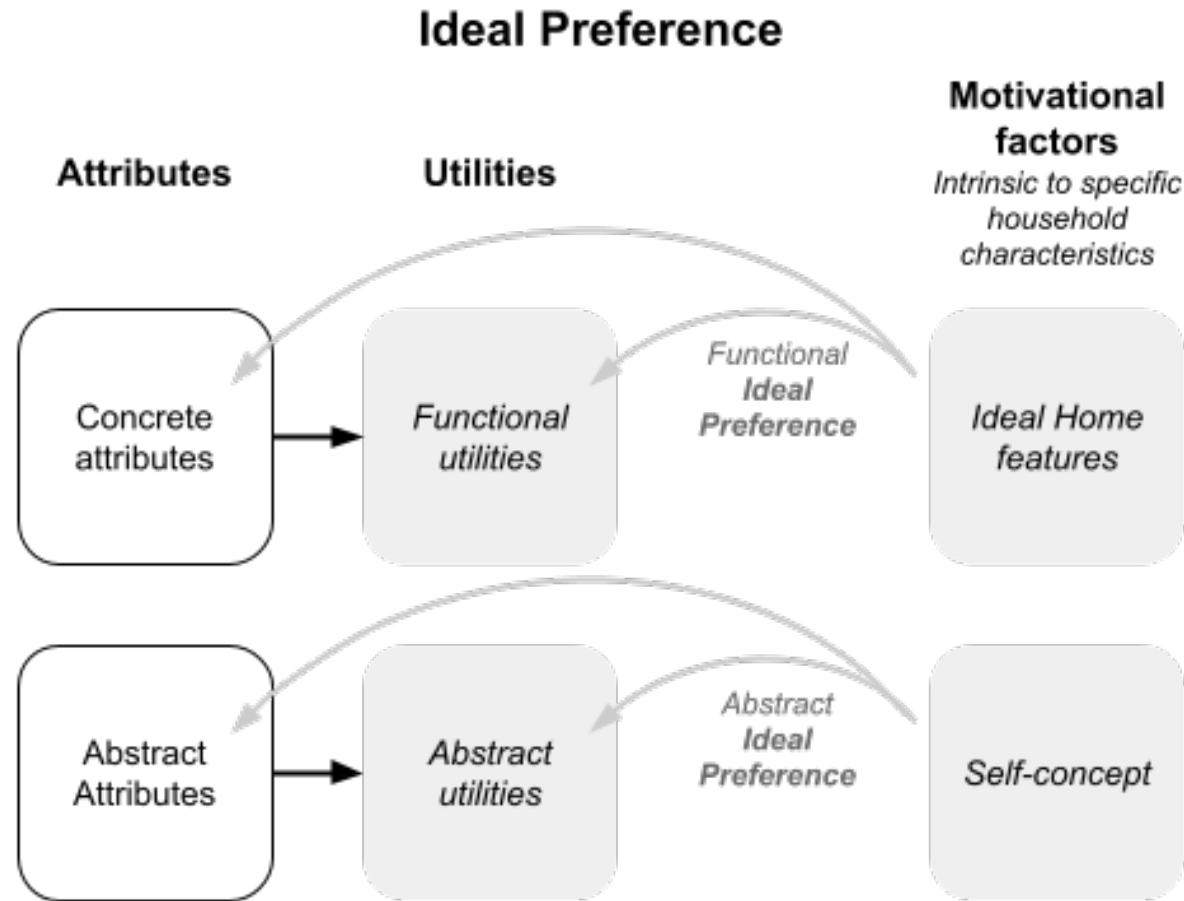 Ideal Preference
Attributes
Utilities
Motivational
factors
Intrinsic to specific
household
characteristics
Concrete
attributes
Functional
utilities
Functional
Ideal
Preference
Ideal Home
features
Abstract
Attributes
Abstract
utilities
Abstract
Ideal
Preference
Self-concept